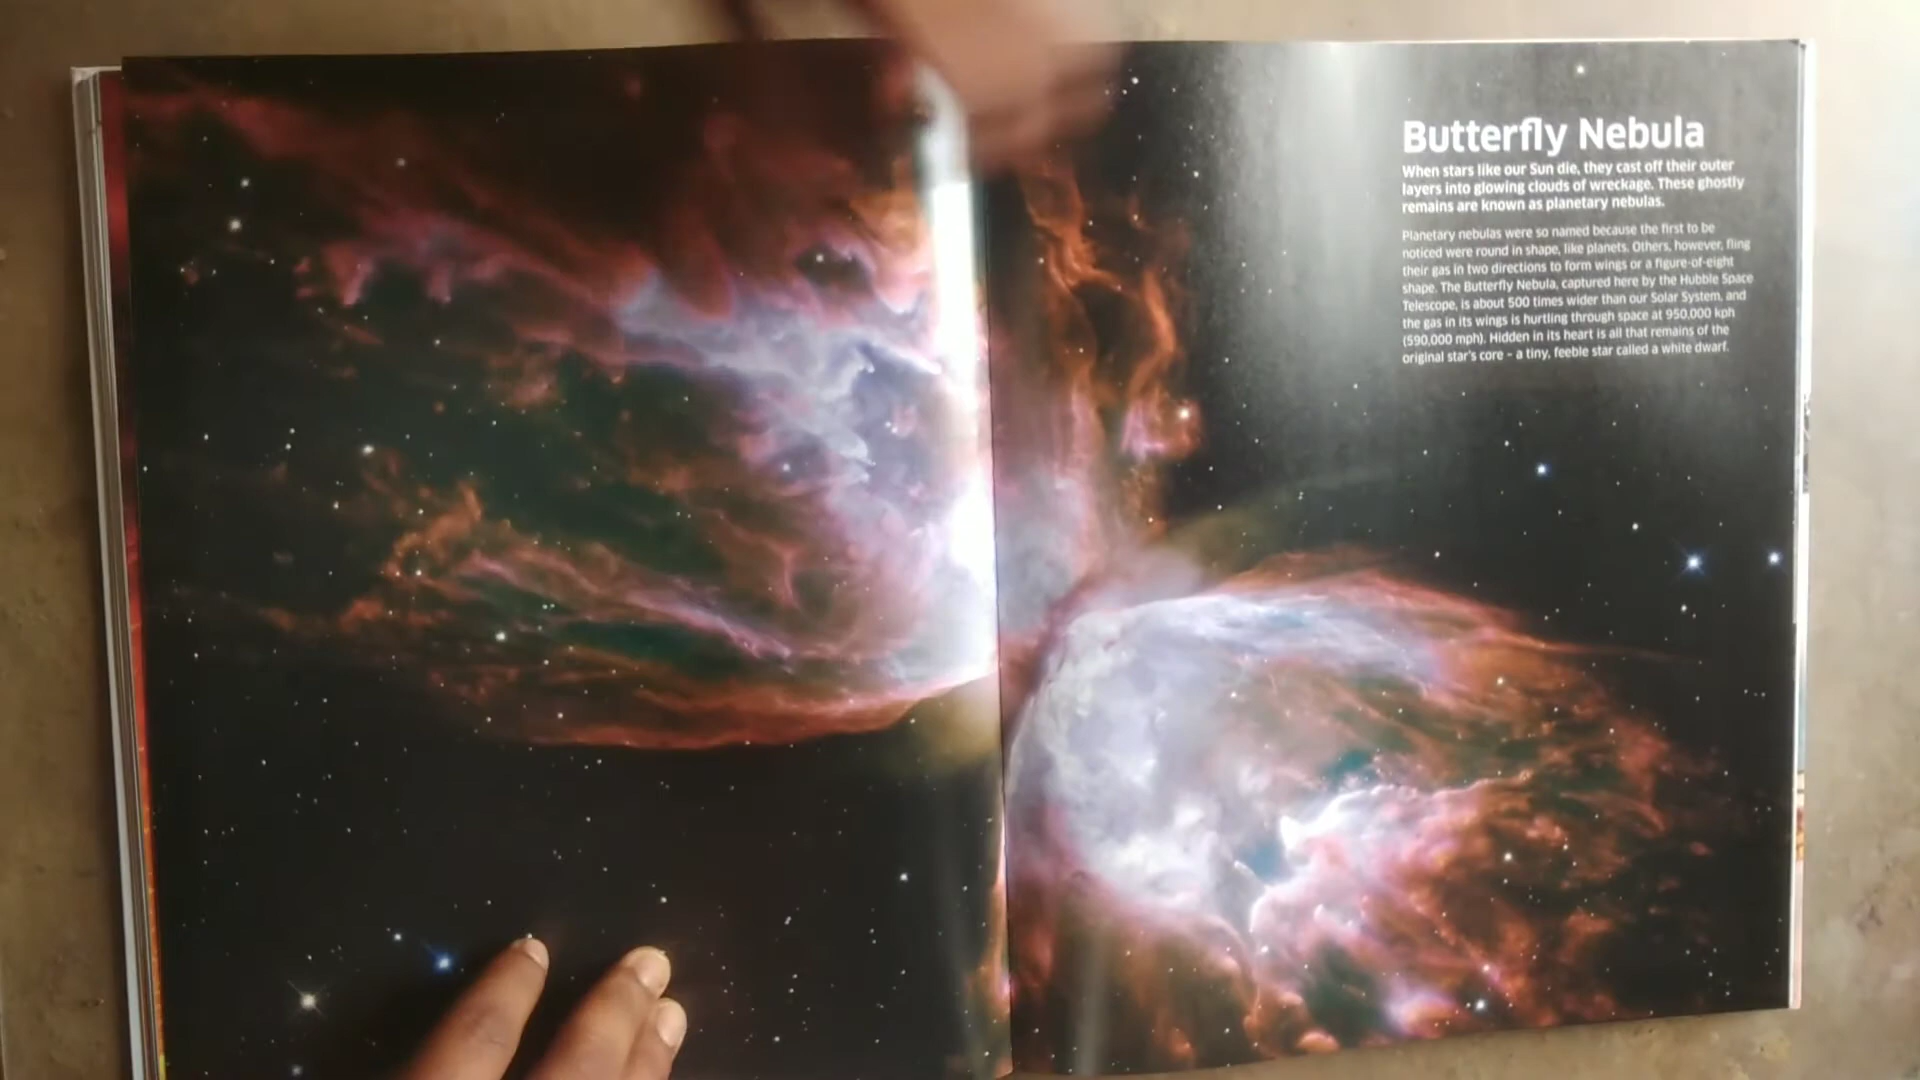 Butterfly Nebula
When stars like our Sun die, they cast off their outer
layers into glowing clouds of wreckage. These ghostly
remains are known as planetary nebulas.
Planetary nebulas were so named because the first to be
noticed were round in shape, like planets. Others, however, fling
their gas in two directions to form wings or a figure-of-eight
shape. The Butterfly Nebula, captured here by the Hubble Space
Telescope, is about 500 times wider than our Solar System, and
the gas in its wings is hurtling through space at 950,000 kph
(590,000 mph). Hidden in its heart is all that remains of the
original star's core – a tiny, feeble star called a white dwarf.